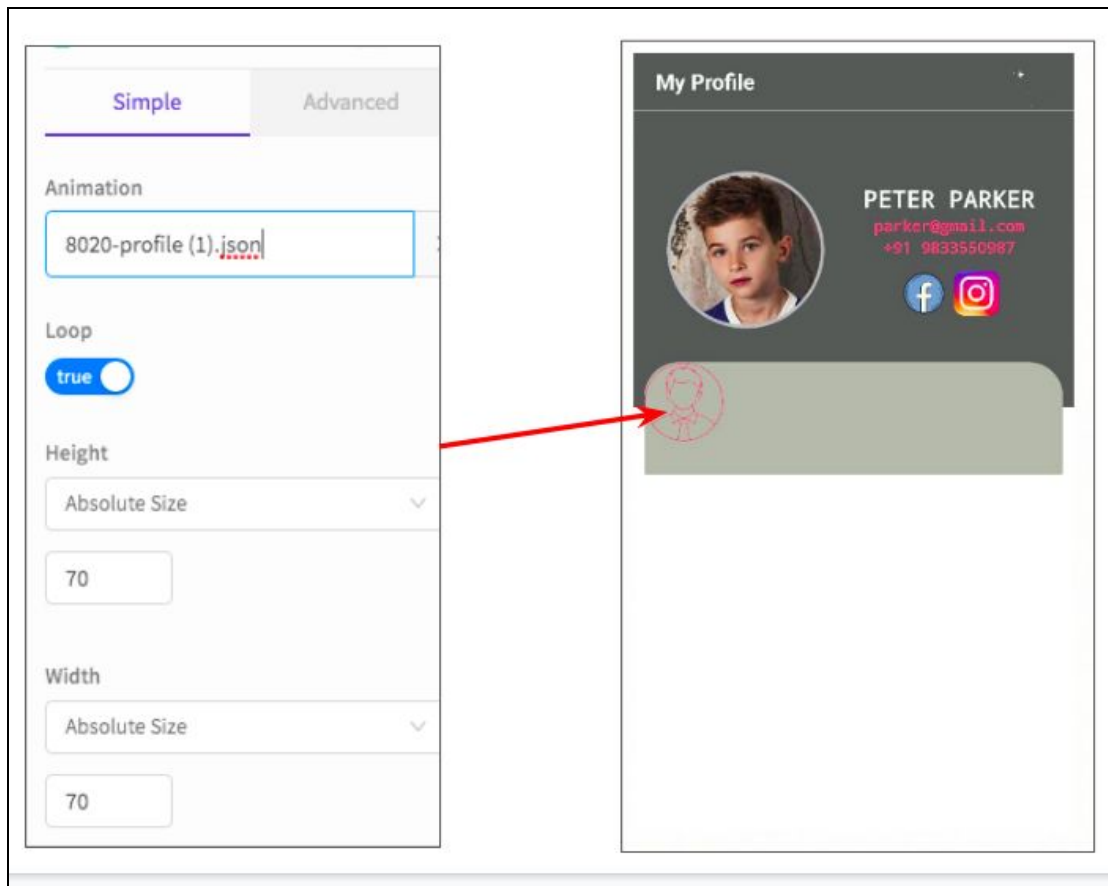 Simple
Advanced
Animation
8020-profile (1).json
Loop
true
Height
Absolute Size
70
Width
Absolute Size
70
My Profile
PETER PARKER
parker@gmail.com
+91 9833550987